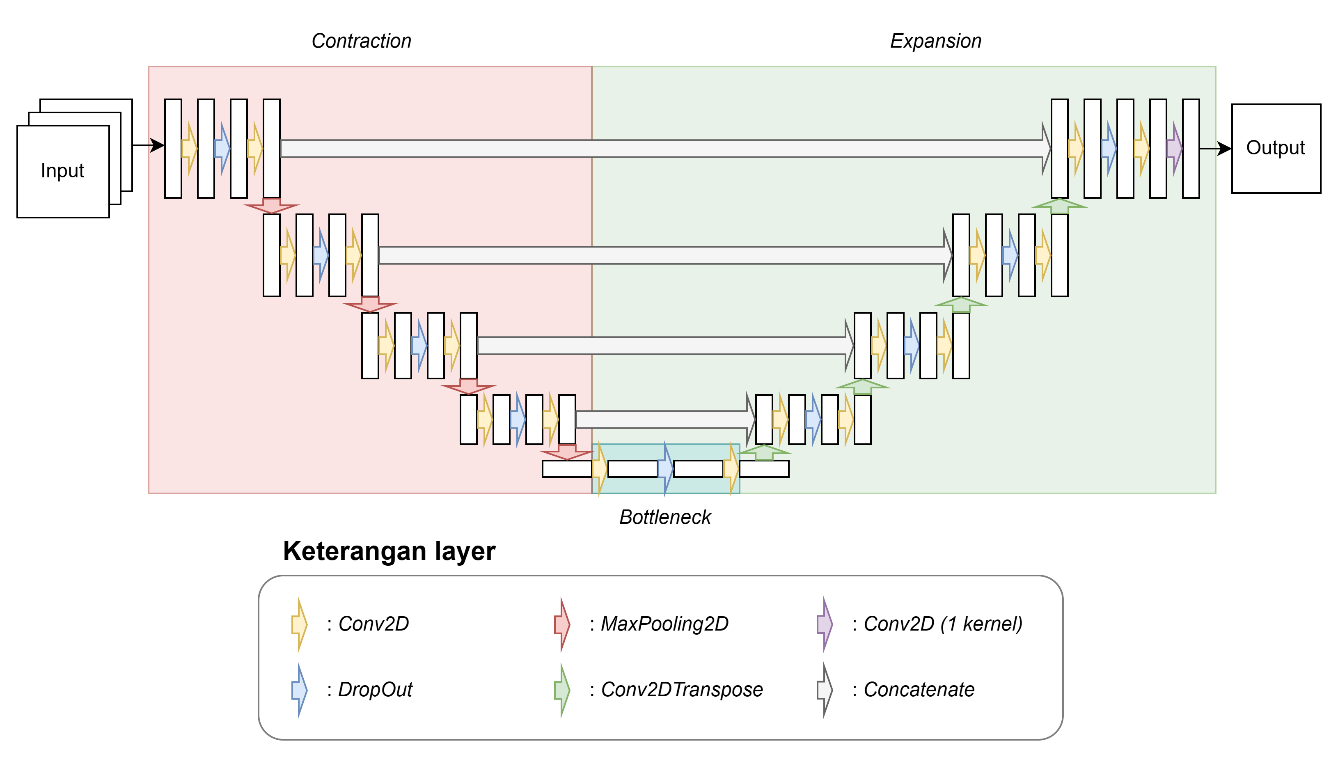 Contraction
Expansion
Input
Output
Bottleneck
Keterangan layer
: Conv2D
: MaxPooling2D
: Conv2D (1 kernel)
: DropOut
: Conv2DTranspose
: Concatenate